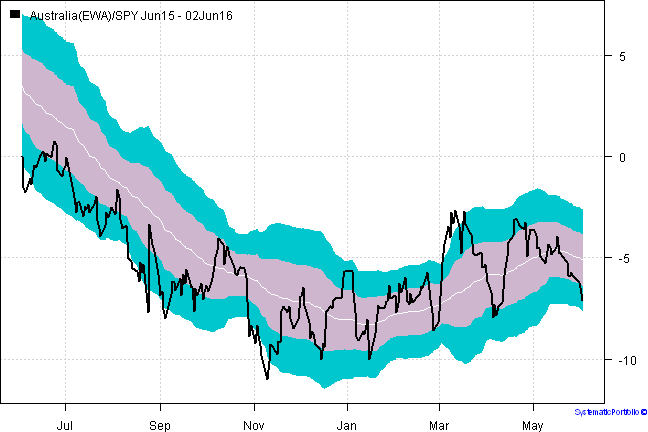 Australia(EWA)/SPY Jun15 - 02Jun16
5
0
-5
-10
Jul Sep Nov Jan Mar May
SystematicPortfolio ©